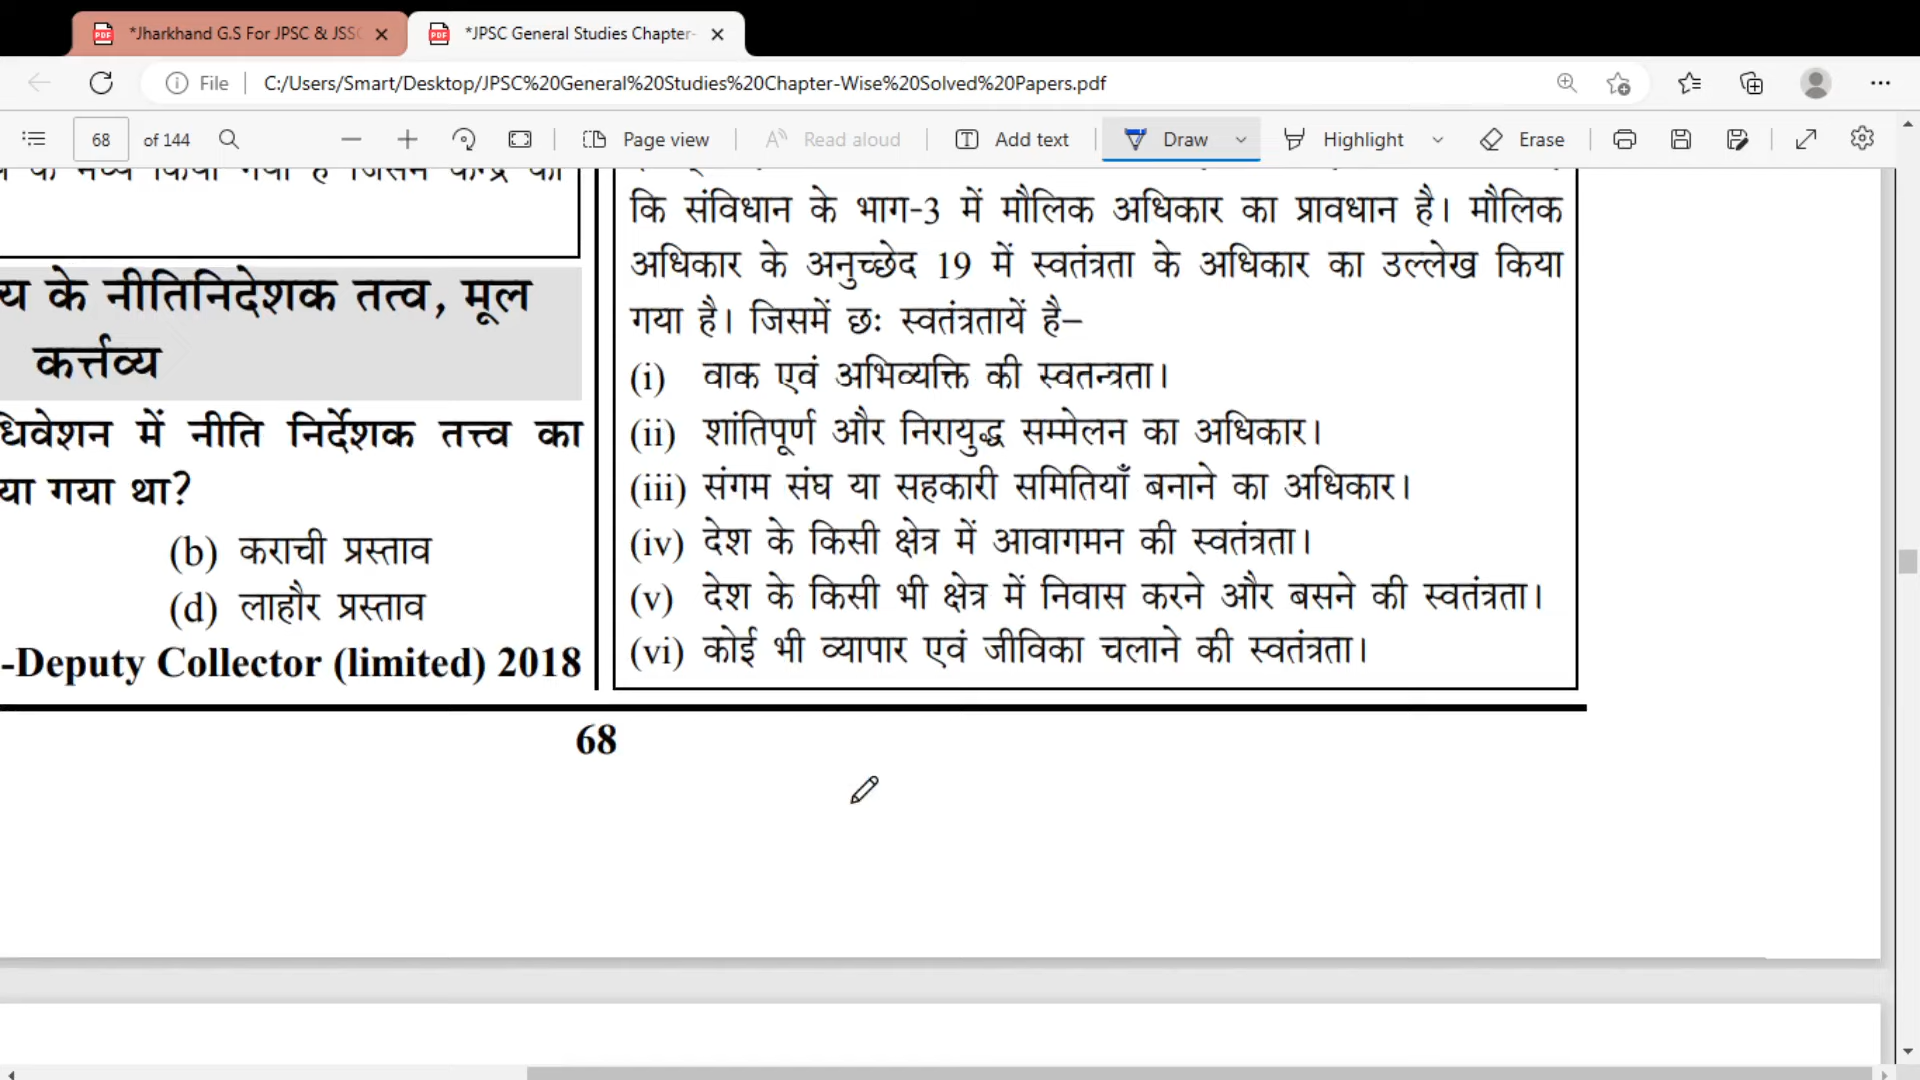 *Jharkhand G.S For JPSC & JSSC
*JPSC General Studies Chapter-
File
C:/Users/Smart/Desktop/JPSC%20General%20Studies%20Chapter-Wise%20Solved%20Papers.pdf
68 of 144
Page view
Read aloud
Add text
Draw
Highlight
Erase
य के नीतिनिदेशक तत्व, मूल
कर्त्तव्य
धिवेशन में नीति निर्देशक तत्त्व का
या गया था?
(b) कराची प्रस्ताव
(d) लाहौर प्रस्ताव
-Deputy Collector (limited) 2018
कि संविधान के भाग-3 में मौलिक अधिकार का प्रावधान है। मौलिक
अधिकार के अनुच्छेद 19 में स्वतंत्रता के अधिकार का उल्लेख किया
गया है। जिसमें छः स्वतंत्रतायें है–
(i) वाक एवं अभिव्यक्ति की स्वतन्त्रता।
(ii) शांतिपूर्ण और निरायुद्ध सम्मेलन का अधिकार।
(iii) संगम संघ या सहकारी समितियाँ बनाने का अधिकार।
(iv) देश के किसी क्षेत्र में आवागमन की स्वतंत्रता।
(v) देश के किसी भी क्षेत्र में निवास करने और बसने की स्वतंत्रता।
(vi) कोई भी व्यापार एवं जीविका चलाने की स्वतंत्रता।
68